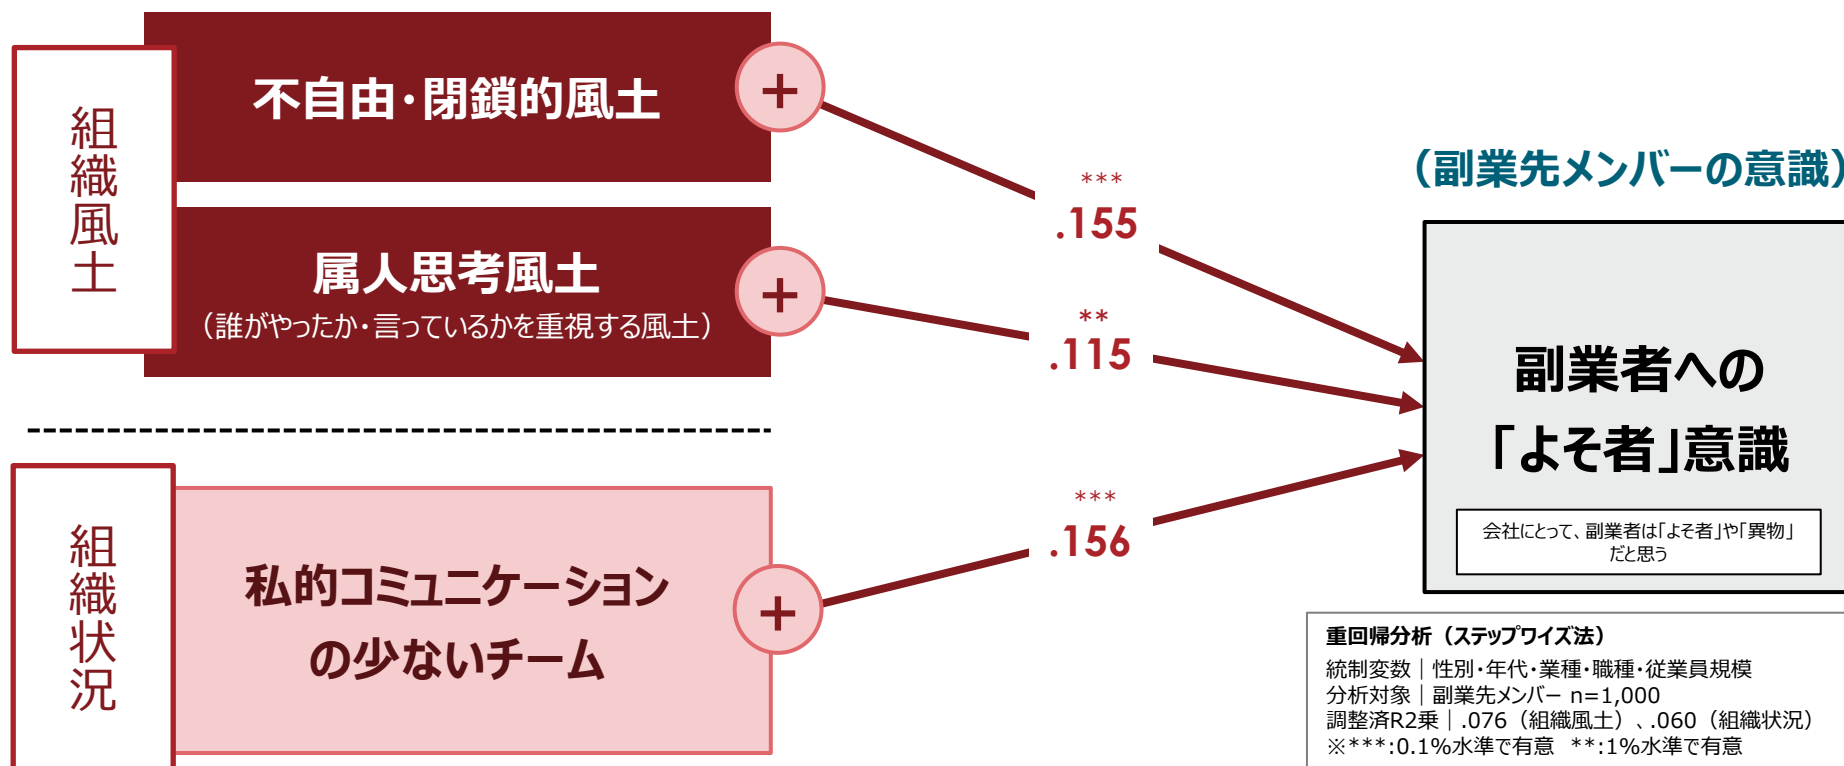 組織風土
不自由・閉鎖的風土
+
属人思考風土
（誰がやったか・言っているかを重視する風土）
+
***
.155
**
.115
組織状況
私的コミュニケーション
の少ないチーム
+
***
.156
（副業先メンバーの意識）
副業者への
「よそ者」意識
会社にとって、副業者は「よそ者」や「異物」
だと思う
重回帰分析（ステップワイズ法）
統制変数｜性別・年代・業種・職種・従業員規模
分析対象｜副業先メンバー n=1,000
調整済R2乗｜.076（組織風土）、.060（組織状況）
※***:0.1%水準で有意 **:1%水準で有意